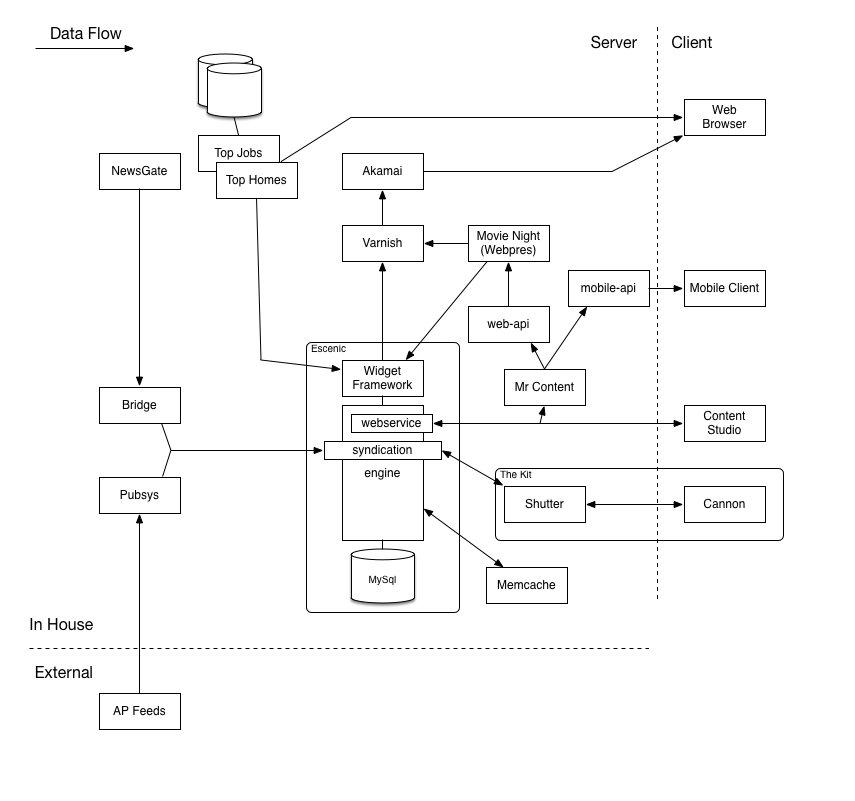 Data Flow
Server
Client
Web
Browser
Top Jobs
NewsGate
Top Homes
Akamai
Varnish
Movie Night
(Webpres)
mobile-api
Mobile Client
web-api
Escenic
Widget
Framework
Mr Content
Bridge
webservice
Content
Studio
syndication
engine
The Kit
Pubsys
Shutter
Cannon
MySql
Memcache
In House
External
AP Feeds